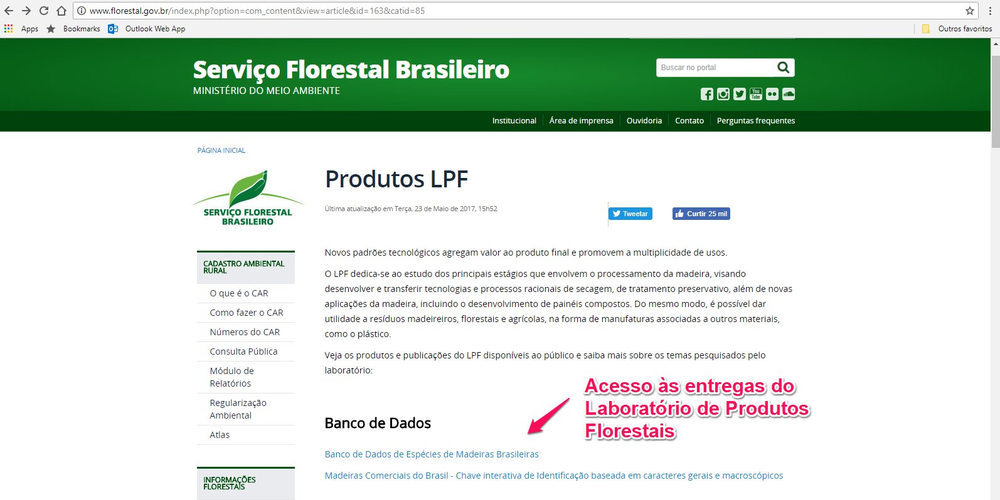 www.florestal.gov.br/index.php?option=com_content&view=article&id=163&catid=85
Apps Bookmarks Outlook Web App Outros favoritos
Serviço Florestal Brasileiro
MINISTÉRIO DO MEIO AMBIENTE
Buscar no portal
You Tube
Institucional Área de imprensa Ouvidoria Contato Perguntas frequentes
PÁGINA INICIAL
SERVIÇO FLORESTAL
BRASILEIRO
CADASTRO AMBIENTAL
RURAL
O que é o CAR
Como fazer o CAR
Números do CAR
Consulta Pública
Módulo de
Relatórios
Regularização
Ambiental
Atlas
INFORMAÇÕES
FLORESTAIS
Produtos LPF
Última atualização em Terça, 23 de Maio de 2017, 15h52
Tweetar
Curtir 25 mil
Novos padrões tecnológicos agregam valor ao produto final e promovem a multiplicidade de usos.
O LPF dedica-se ao estudo dos principais estágios que envolvem o processamento da madeira, visando
desenvolver e transferir tecnologias e processos racionais de secagem, de tratamento preservativo, além de novas
aplicações da madeira, incluindo o desenvolvimento de painéis compostos. Do mesmo modo, é possível dar
utilidade a resíduos madeireiros, florestais e agrícolas, na forma de manufaturas associadas a outros materiais,
como o plástico.
Veja os produtos e publicações do LPF disponíveis ao público e saiba mais sobre os temas pesquisados pelo
laboratório:
Acesso às entregas do
Laboratório de Produtos
Florestais
Banco de Dados
Banco de Dados de Espécies de Madeiras Brasileiras
Madeiras Comerciais do Brasil - Chave interativa de Identificação baseada em caracteres gerais e macroscópicos